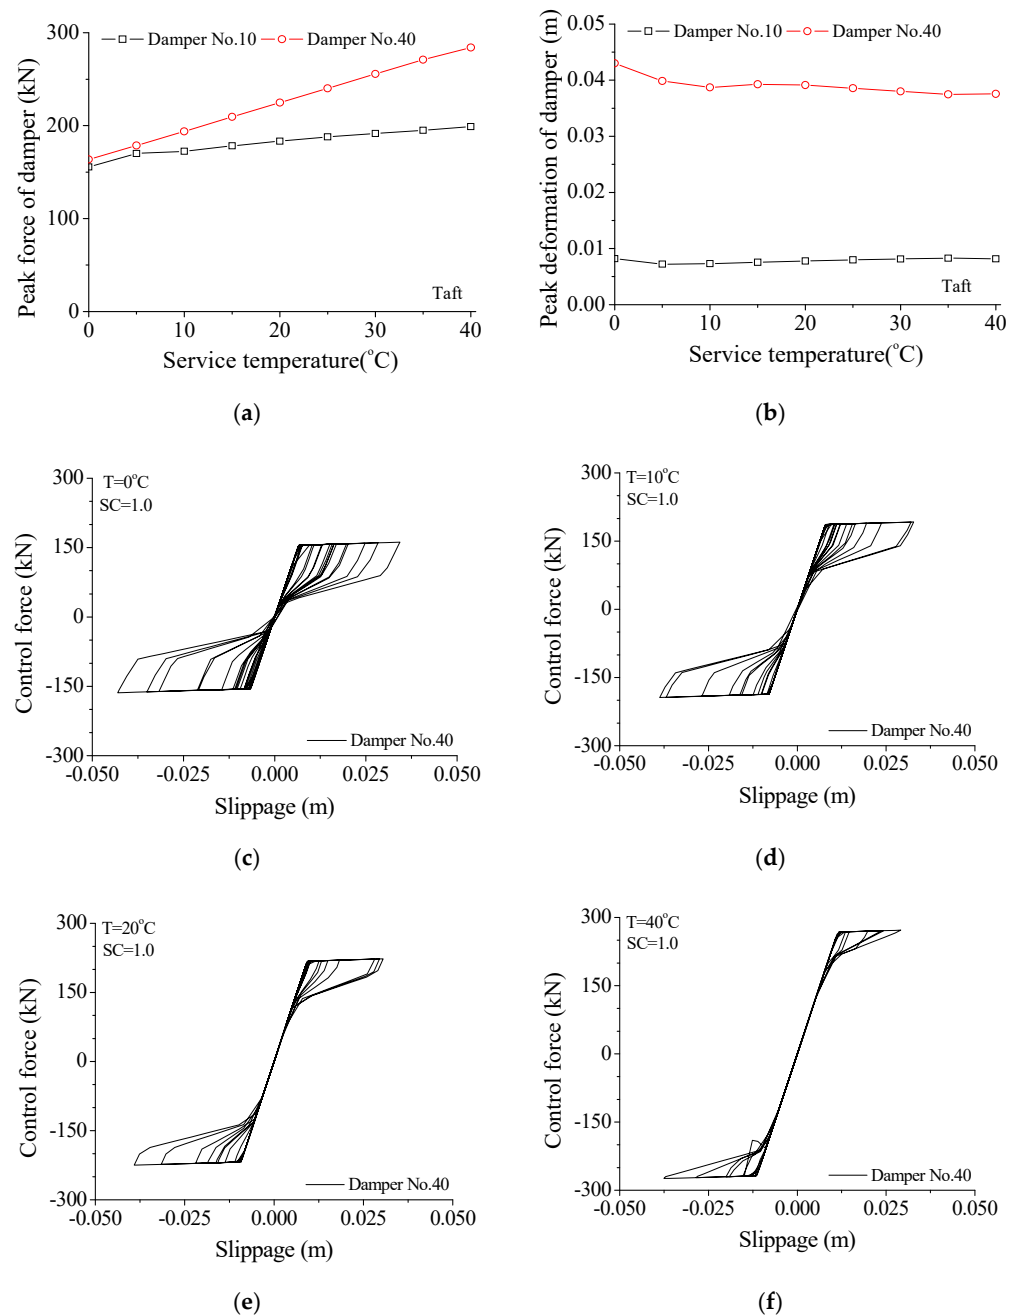 Damper No.10 Damper No.40
300
200
100
0
0 10 20 30 40
Peak force of damper (kN)
Taft
Service temperature(°C)
(a)
Damper No.10 Damper No.40
0.05
0.04
0.03
0.02
0.01
0.00
0 10 20 30 40
Peak deformation of damper (m)
Taft
Service temperature(°C)
(b)
T=0°C
SC=1.0
300
150
0
-150
-300
-0.050 -0.025 0.000 0.025 0.050
Control force (kN)
Damper No.40
Slippage (m)
(c)
T=10°C
SC=1.0
300
150
0
-150
-300
-0.050 -0.025 0.000 0.025 0.050
Control force (kN)
Damper No.40
Slippage (m)
(d)
T=20°C
SC=1.0
300
150
0
-150
-300
-0.050 -0.025 0.000 0.025 0.050
Control force (kN)
Damper No.40
Slippage (m)
(e)
T=40°C
SC=1.0
300
150
0
-150
-300
-0.050 -0.025 0.000 0.025 0.050
Control force (kN)
Damper No.40
Slippage (m)
(f)